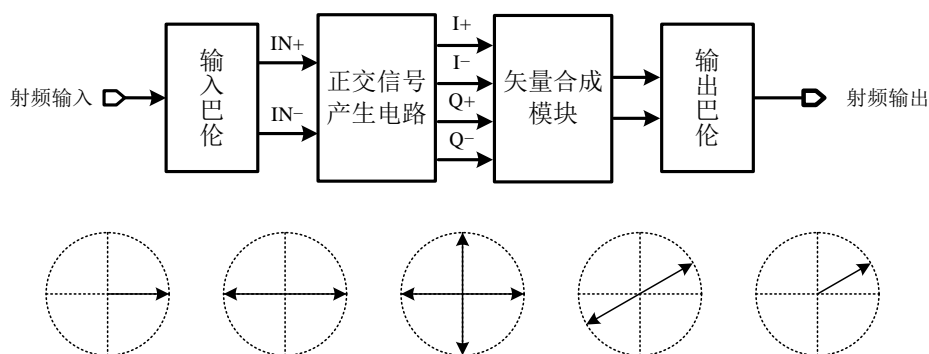 射频输入
输入巴伦
IN+
IN−
正交信号
产生电路
I+
I−
Q+
Q−
矢量合成
模块
输出巴伦
射频输出